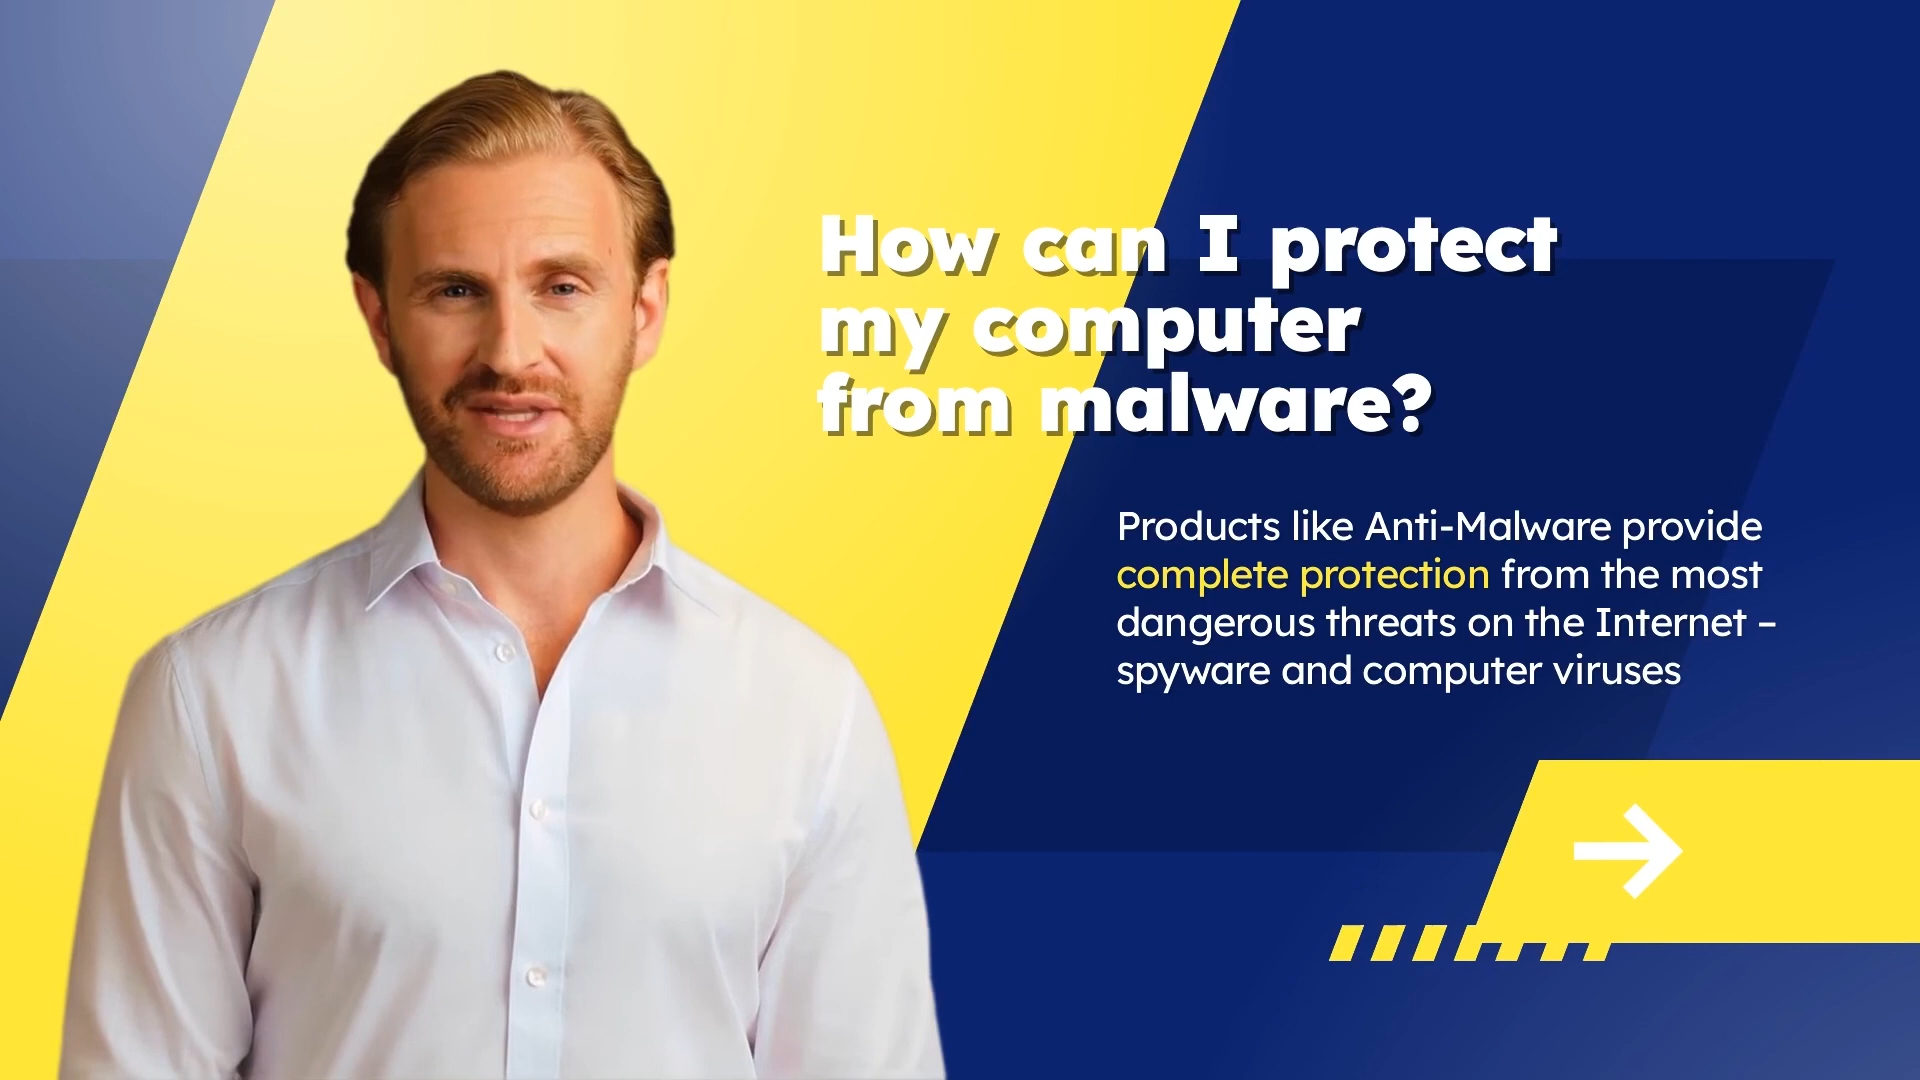 How can I protect
my computer
from malware?
Products like Anti-Malware provide
complete protection from the most
dangerous threats on the Internet –
spyware and computer viruses